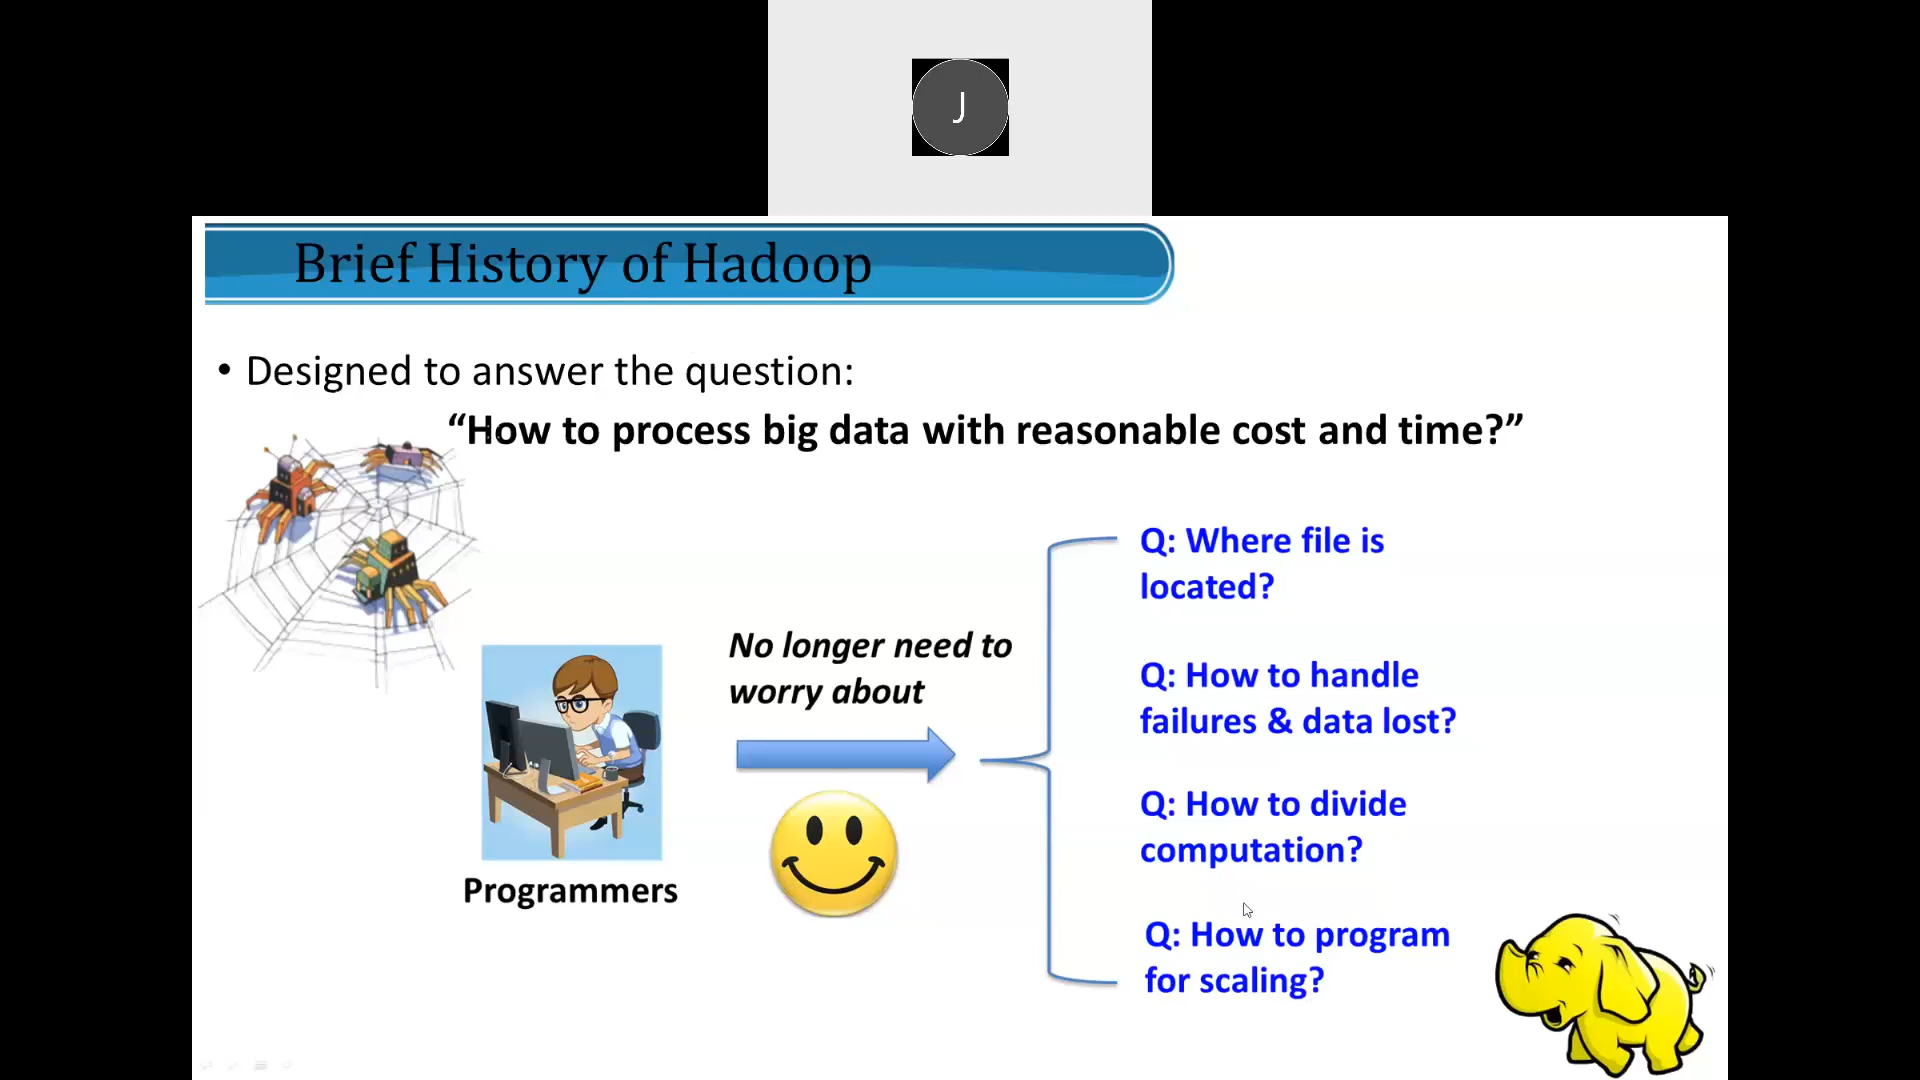 J
Brief History of Hadoop
• Designed to answer the question:
“How to process big data with reasonable cost and time?”
Q: Where file is
located?
No longer need to
worry about
Q: How to handle
failures & data lost?
Q: How to divide
computation?
Programmers
Q: How to program
for scaling?